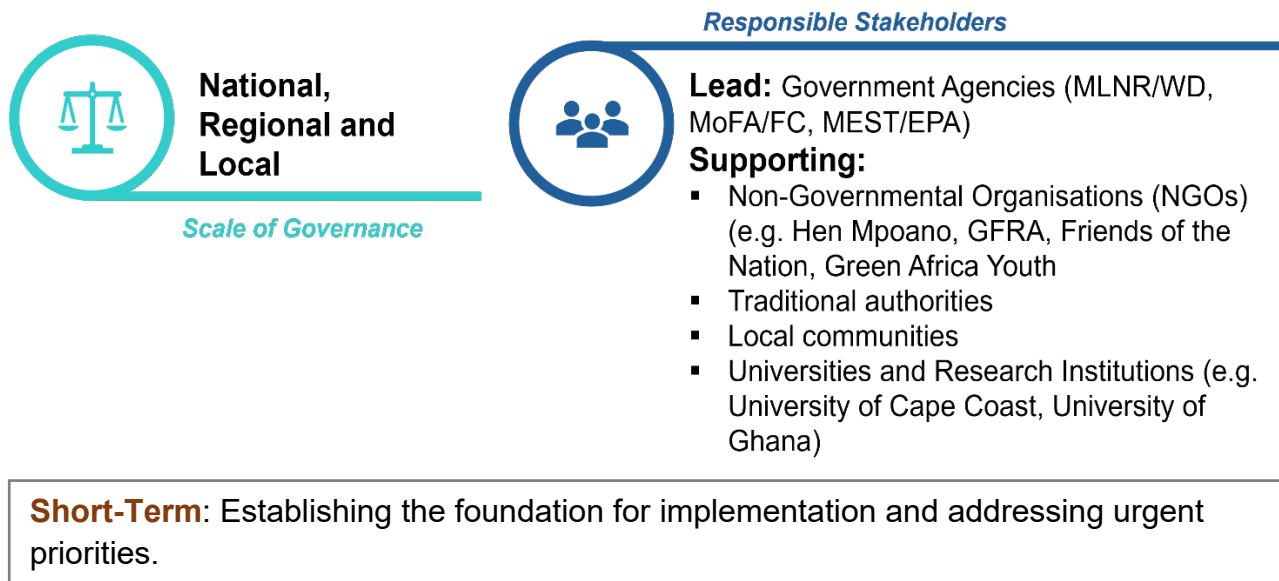 National,
Regional and
Local
Scale of Governance
Responsible Stakeholders
Lead: Government Agencies (MLNR/WD,
MoFA/FC, MEST/EPA)
Supporting:
▪ Non-Governmental Organisations (NGOs)
(e.g. Hen Mpoano, GFRA, Friends of the
Nation, Green Africa Youth
▪ Traditional authorities
▪ Local communities
▪ Universities and Research Institutions (e.g.
University of Cape Coast, University of
Ghana)
Short-Term: Establishing the foundation for implementation and addressing urgent
priorities.